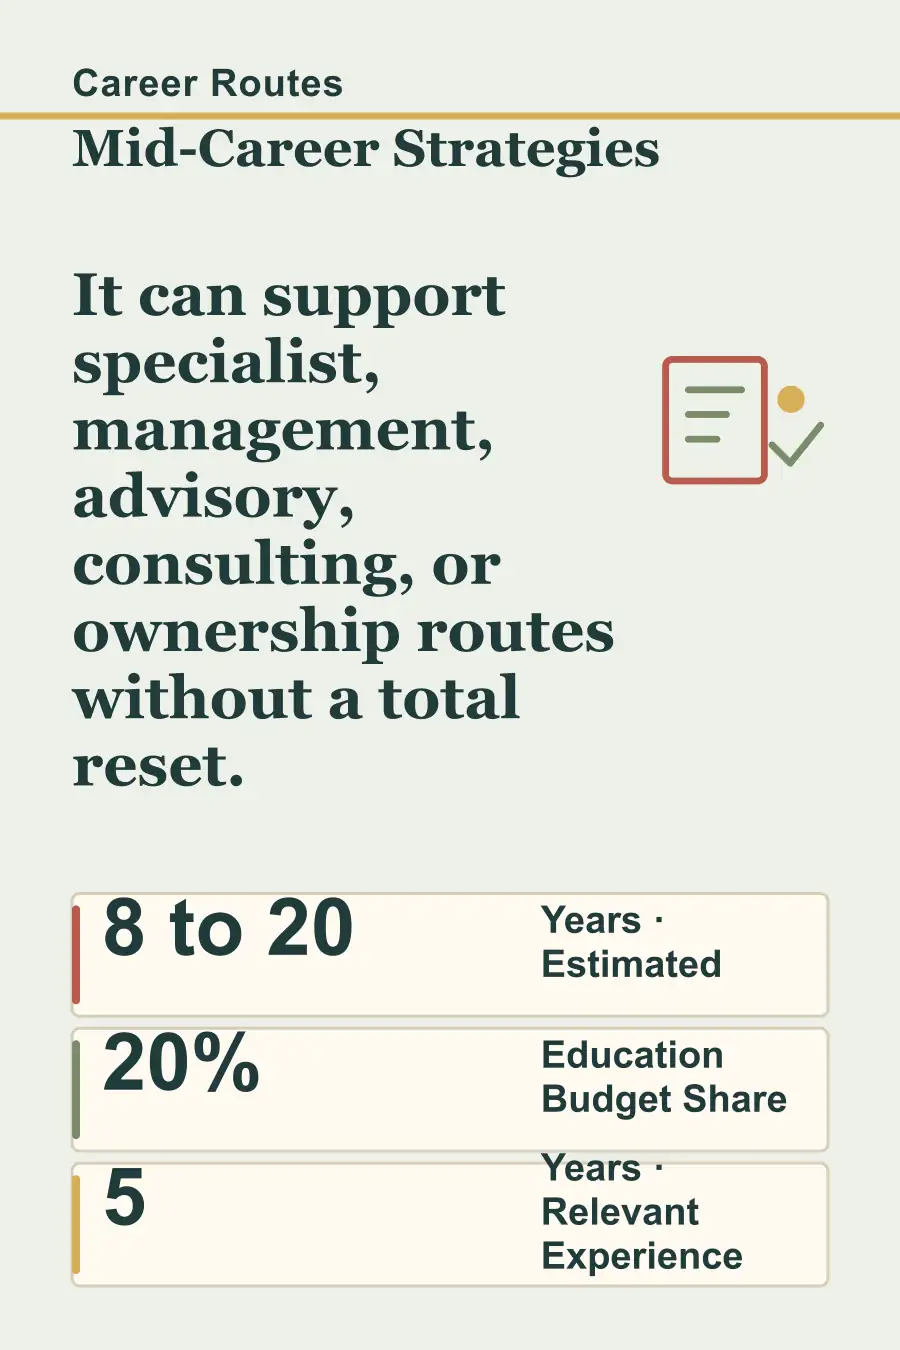 Career Routes
Mid-Career Strategies
It can support
specialist,
management,
advisory,
consulting, or
ownership routes
without a total
reset.
8 to 20
Years ·
Estimated
20%
Education
Budget Share
5
Years ·
Relevant
Experience